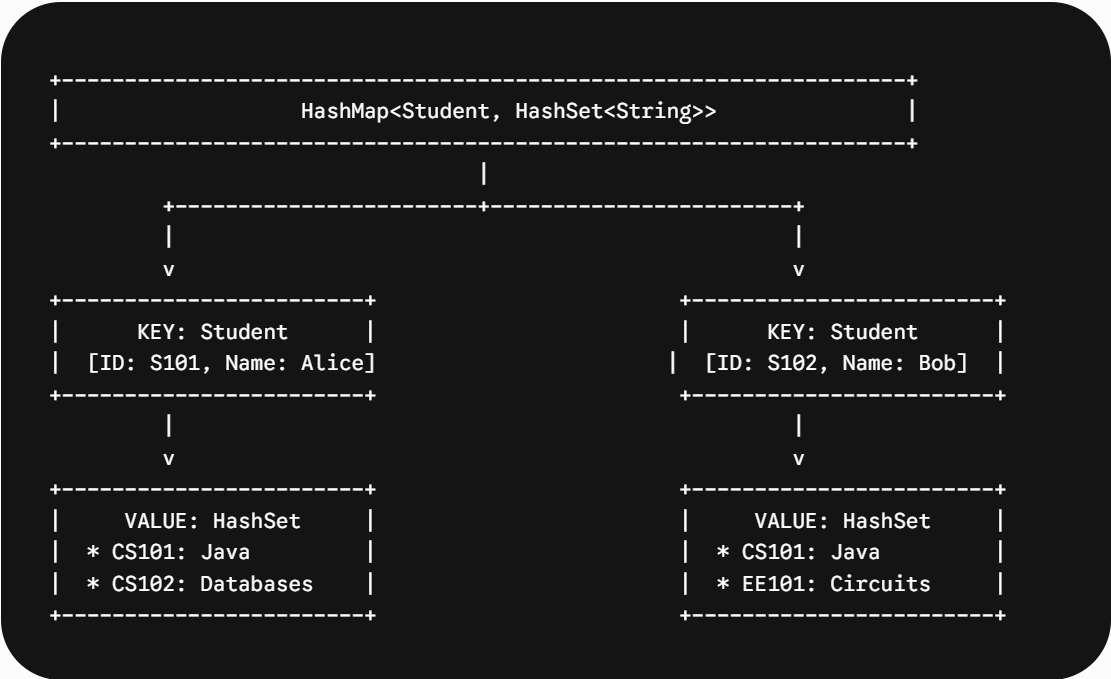 +-------------------------------------------------------------------+
|                   HashMap<Student, HashSet<String>>               |
+-------------------------------------------------------------------+
                                  |
         +------------------------+------------------------+
         |                                                 |
         v                                                 v
+------------------------+                        +------------------------+
|      KEY: Student      |                        |      KEY: Student      |
|  [ID: S101, Name: Alice]                       |  [ID: S102, Name: Bob]  |
+------------------------+                        +------------------------+
         |                                                 |
         v                                                 v
+------------------------+                        +------------------------+
|     VALUE: HashSet     |                        |     VALUE: HashSet     |
|  * CS101: Java         |                        |  * CS101: Java         |
|  * CS102: Databases    |                        |  * EE101: Circuits     |
+------------------------+                        +------------------------+